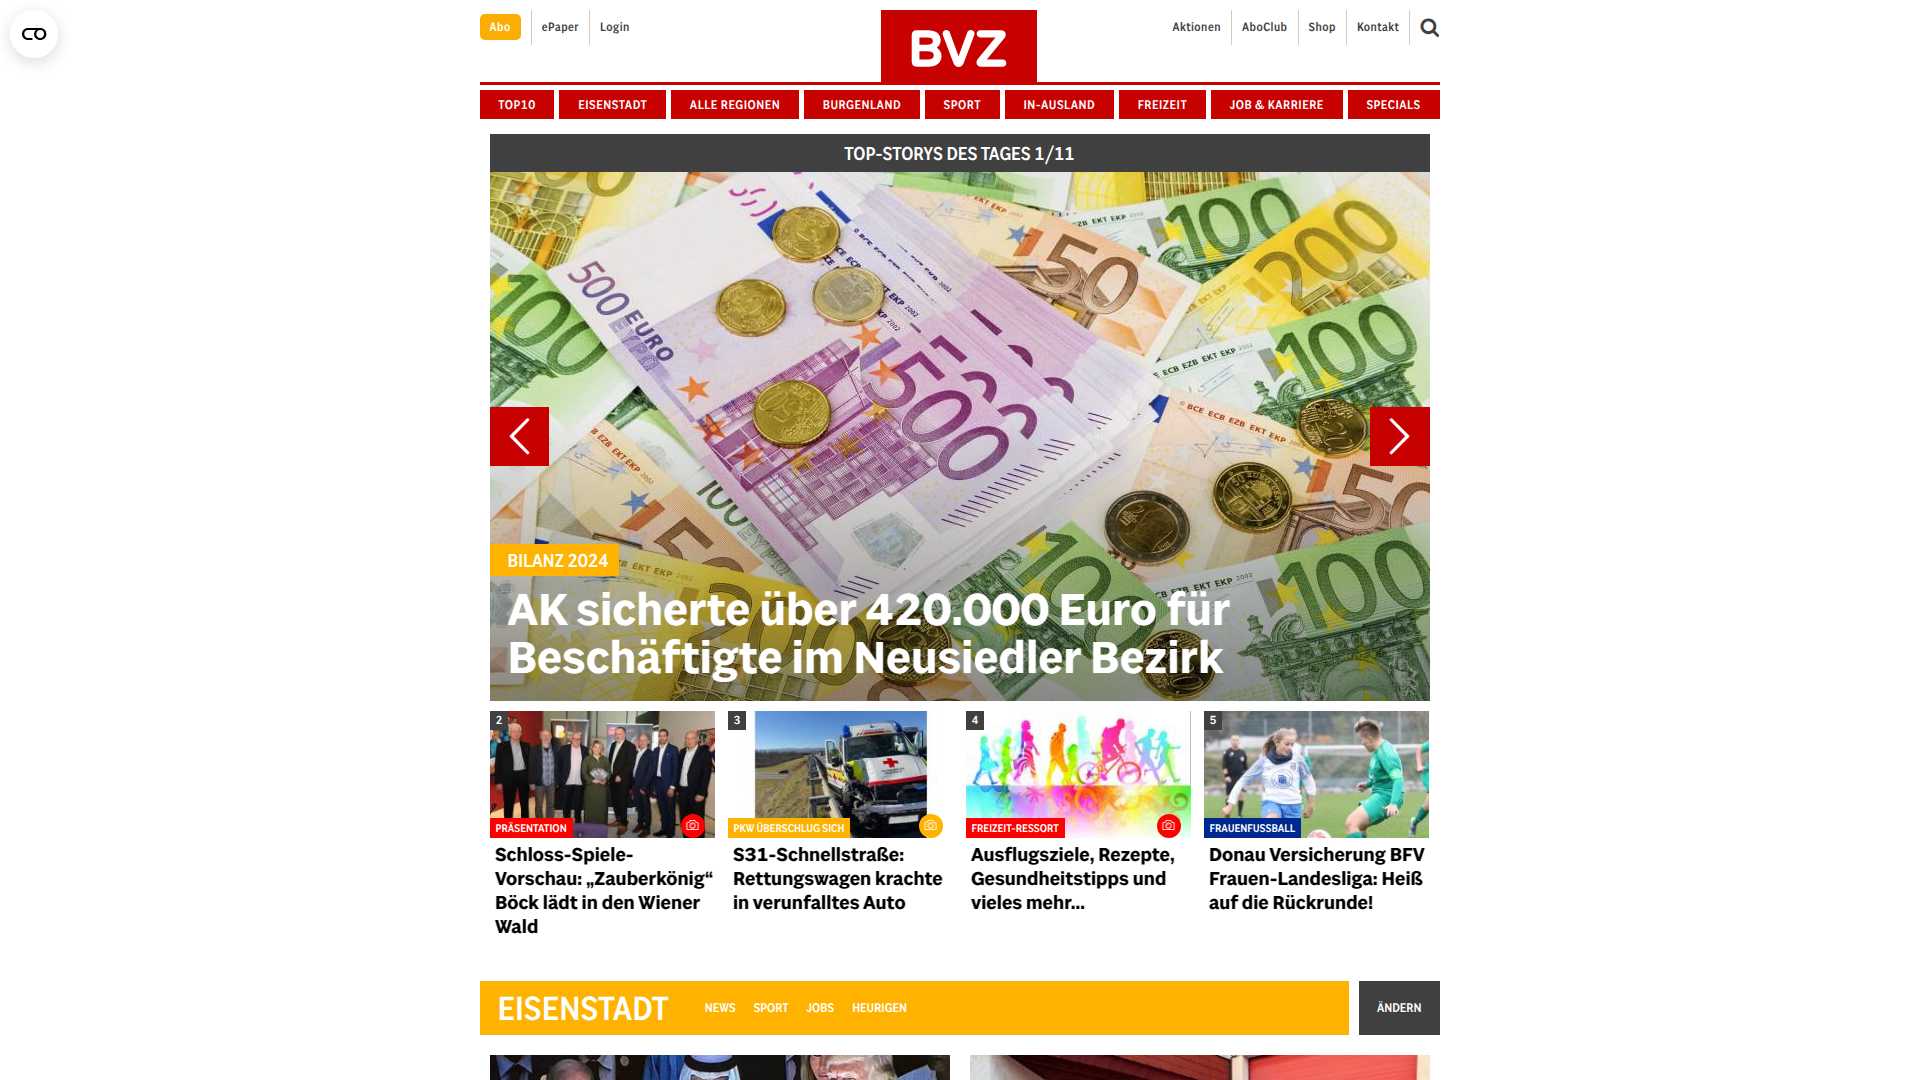 Abo
ePaper
Login
BVZ
Aktionen
AboClub
Shop
Kontakt
TOP10
EISENSTADT
ALLE REGIONEN
BURGENLAND
SPORT
IN-AUSLAND
FREIZEIT
JOB & KARRIERE
SPECIALS
TOP-STORYS DES TAGES 1/11
BILANZ 2024
AK sicherte über 420.000 Euro für
Beschäftigte im Neusiedler Bezirk
2
PRÄSENTATION
Schloss-Spiele-
Vorschau: „Zauberkönig“
Böck lädt in den Wiener
Wald
3
PKW ÜBERSCHLUG SICH
S31-Schnellstraße:
Rettungswagen krachte
in verunfalltes Auto
4
FREIZEIT-RESSORT
Ausflugsziele, Rezepte,
Gesundheitstipps und
vieles mehr...
5
FRAUENFUSSBALL
Donau Versicherung BFV
Frauen-Landesliga: Heiß
auf die Rückrunde!
EISENSTADT
NEWS
SPORT
JOBS
HEURIGEN
ÄNDERN